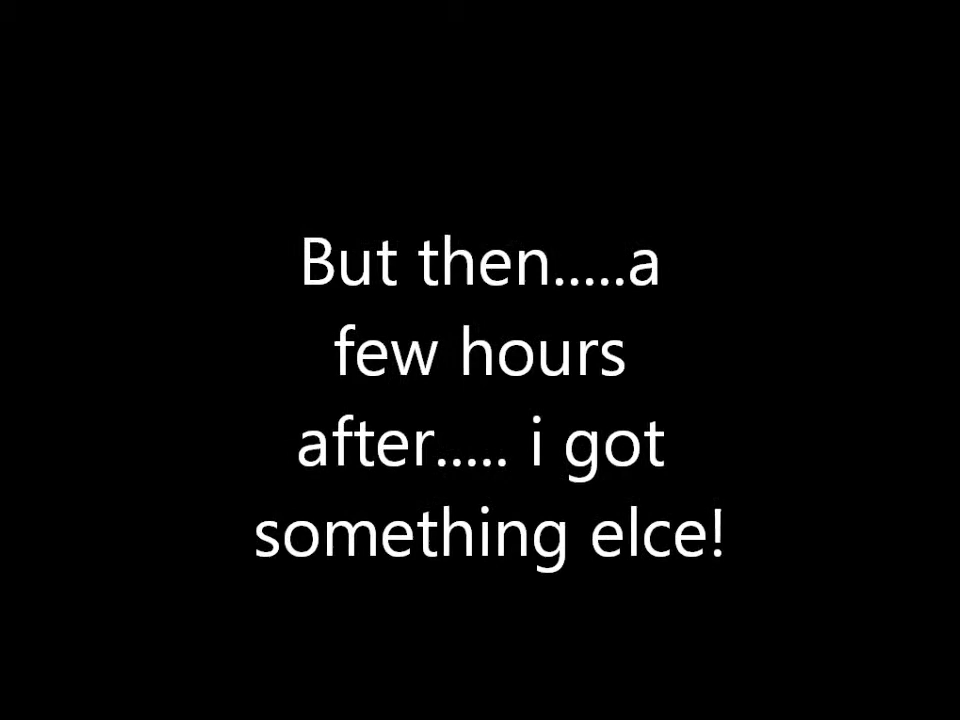 But then.....a
few hours
after..... i got
something elce!